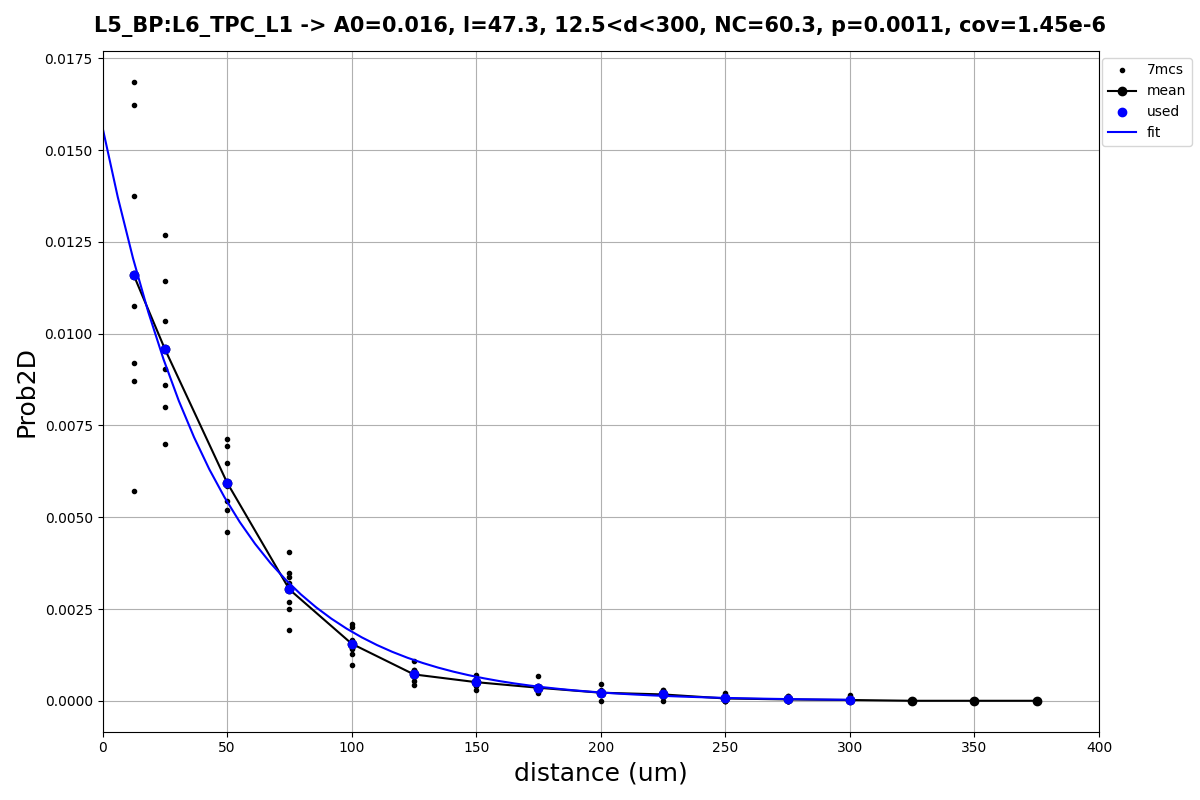 L5_BP:L6_TPC_L1 -> A0=0.016, l=47.3, 12.5<d<300, NC=60.3, p=0.0011, cov=1.45e-6
7mcs
mean
used
fit
Prob2D
0.0175
0.0150
0.0125
0.0100
0.0075
0.0050
0.0025
0.0000
0 50 100 150 200 250 300 350 400
distance (um)